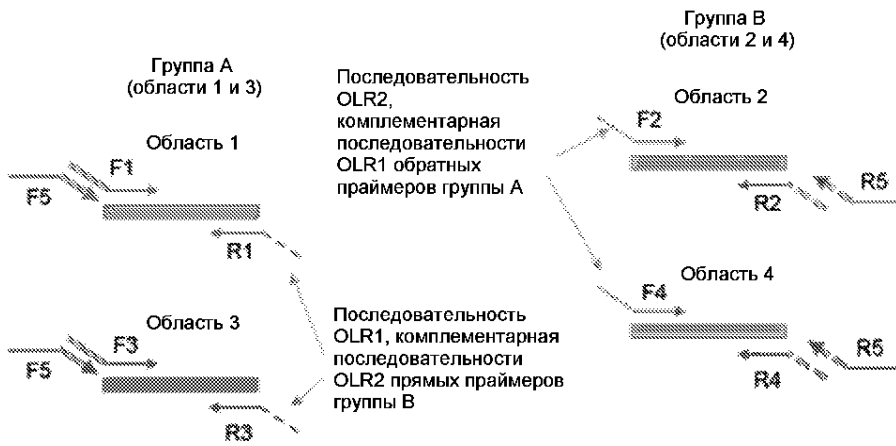 Группа А
(области 1 и 3)
Область 1
F1
F5
R1
Область 3
F3
F5
R3
Последовательность
OLR2,
комплементарная
последовательности
OLR1 обратных
праймеров группы А
Последовательность
OLR1, комплементарная
последовательности
OLR2 прямых праймеров
группы В
Группа В
(области 2 и 4)
Область 2
F2
R5
R2
Область 4
F4
R5
R4